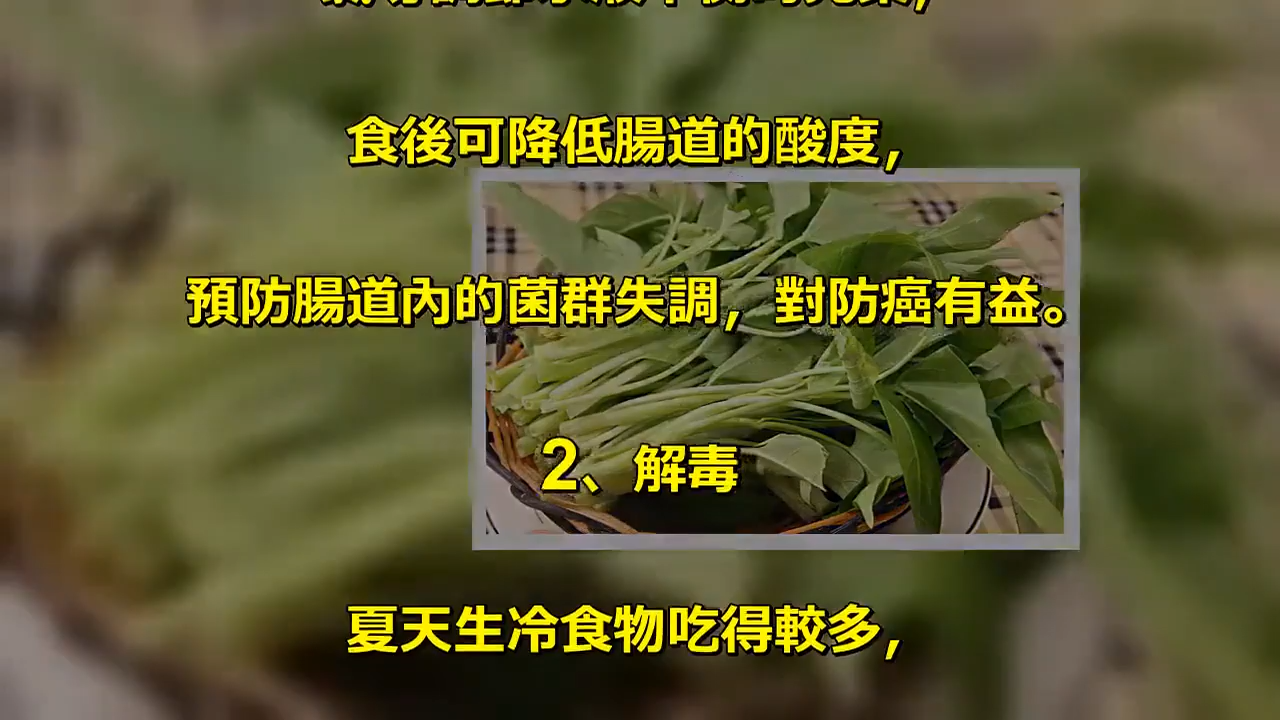 食後可降低腸道的酸度，
預防腸道內的菌群失調，對防癌有益。
2、解毒
夏天生冷食物吃得較多，